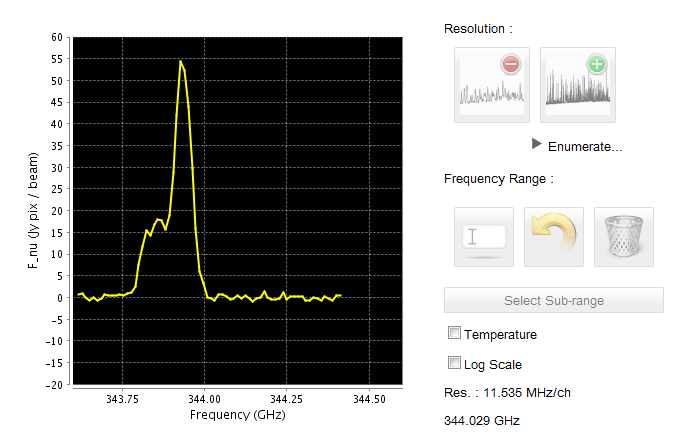 60
55
50
45
40
35
30
25
20
15
10
5
0
-5
-10
-15
-20
F_nu (Jy pix / beam)
343.75 344.00 344.25 344.50
Frequency (GHz)
Resolution :
Enumerate...
Frequency Range :
Select Sub-range
Temperature
Log Scale
Res. : 11.535 MHz/ch
344.029 GHz